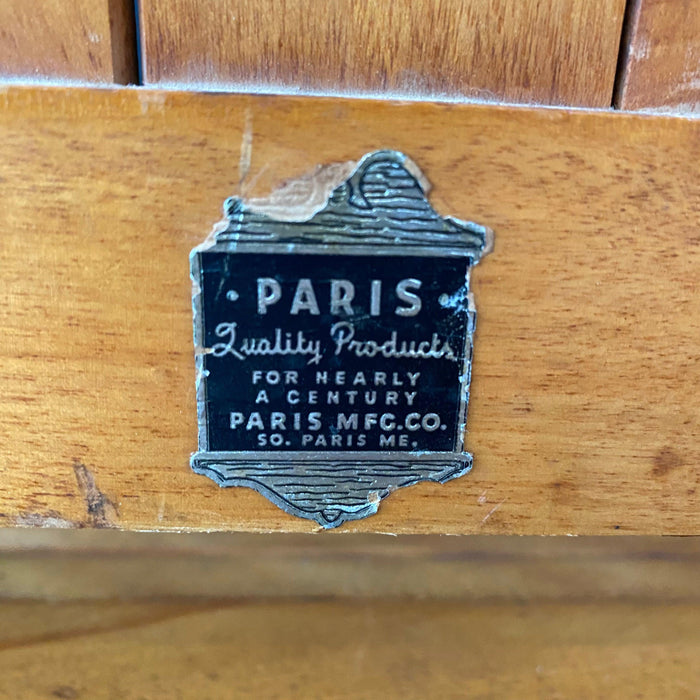 · PARIS ·
Quality Products
FOR NEARLY
A CENTURY
PARIS MFG.CO.
SO. PARIS ME.